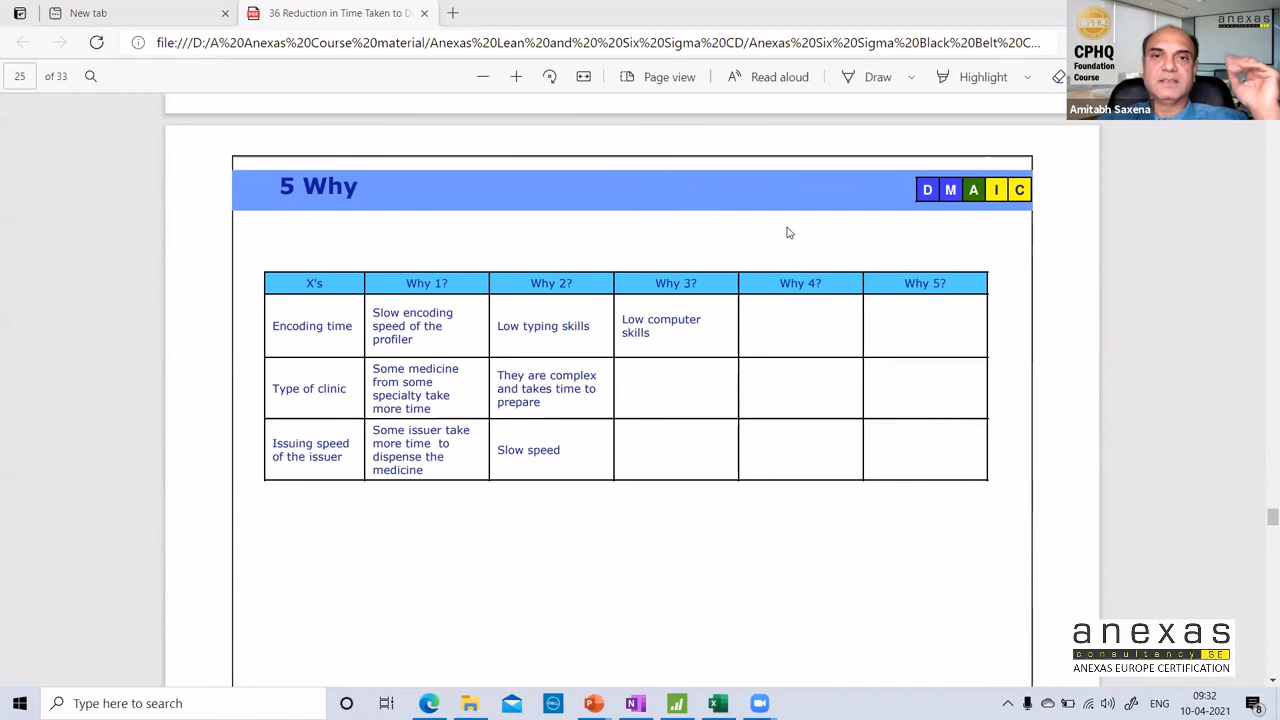 New tab
36 Reduction in Time Taken to D
file:///D:/A%20Anexas%20Course%20material/Anexas%20Lean%20and%20%20Six%20Sigma%20CD/Anexas%20Six%20Sigma%20Black%20Belt%20C...
25 of 33
Page view
Read aloud
Draw
Highlight
CPHQ
Foundation
Course
anexas
Amitabh Saxena
5 Why
D M A I C
X's Why 1? Why 2? Why 3? Why 4? Why 5?
Encoding time
Slow encoding
speed of the
profiler
Low typing skills
Low computer
skills
Type of clinic
Some medicine
from some
specialty take
more time
They are complex
and takes time to
prepare
Issuing speed
of the issuer
Some issuer take
more time to
dispense the
medicine
Slow speed
anexas
consultancy SE
ANEXAS EUROPE CERTIFICATION
Type here to search
DELL
ENG
09:32
10-04-2021
8